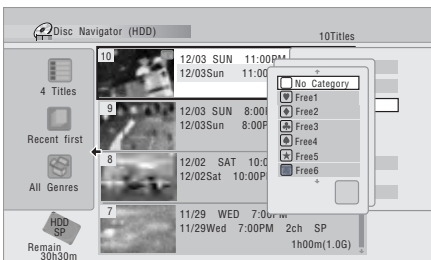 Disc Navigator (HDD)
10Titles
4 Titles
Recent first
All Genres
HDD
SP
Remain
30h30m
10
12/03 SUN 11:00PM
12/03Sun 11:00
9
12/03 SUN 8:00
12/03Sun 8:00P
8
12/02 SAT 10:0
12/02Sat 10:00P
7
11/29 WED 7:00
11/29Wed 7:00PM 2ch SP
1h00m(1.0G)
No Category
Free1
Free2
Free3
Free4
Free5
Free6